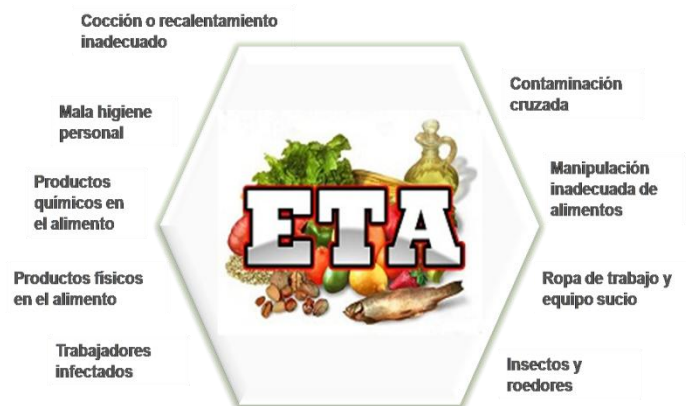 Cocción o recalentamiento
inadecuado
Mala higiene
personal
Productos
químicos en
el alimento
Productos físicos
en el alimento
Trabajadores
infectados
ETA
Contaminación
cruzada
Manipulación
inadecuada de
alimentos
Ropa de trabajo y
equipo sucio
Insectos y
roedores